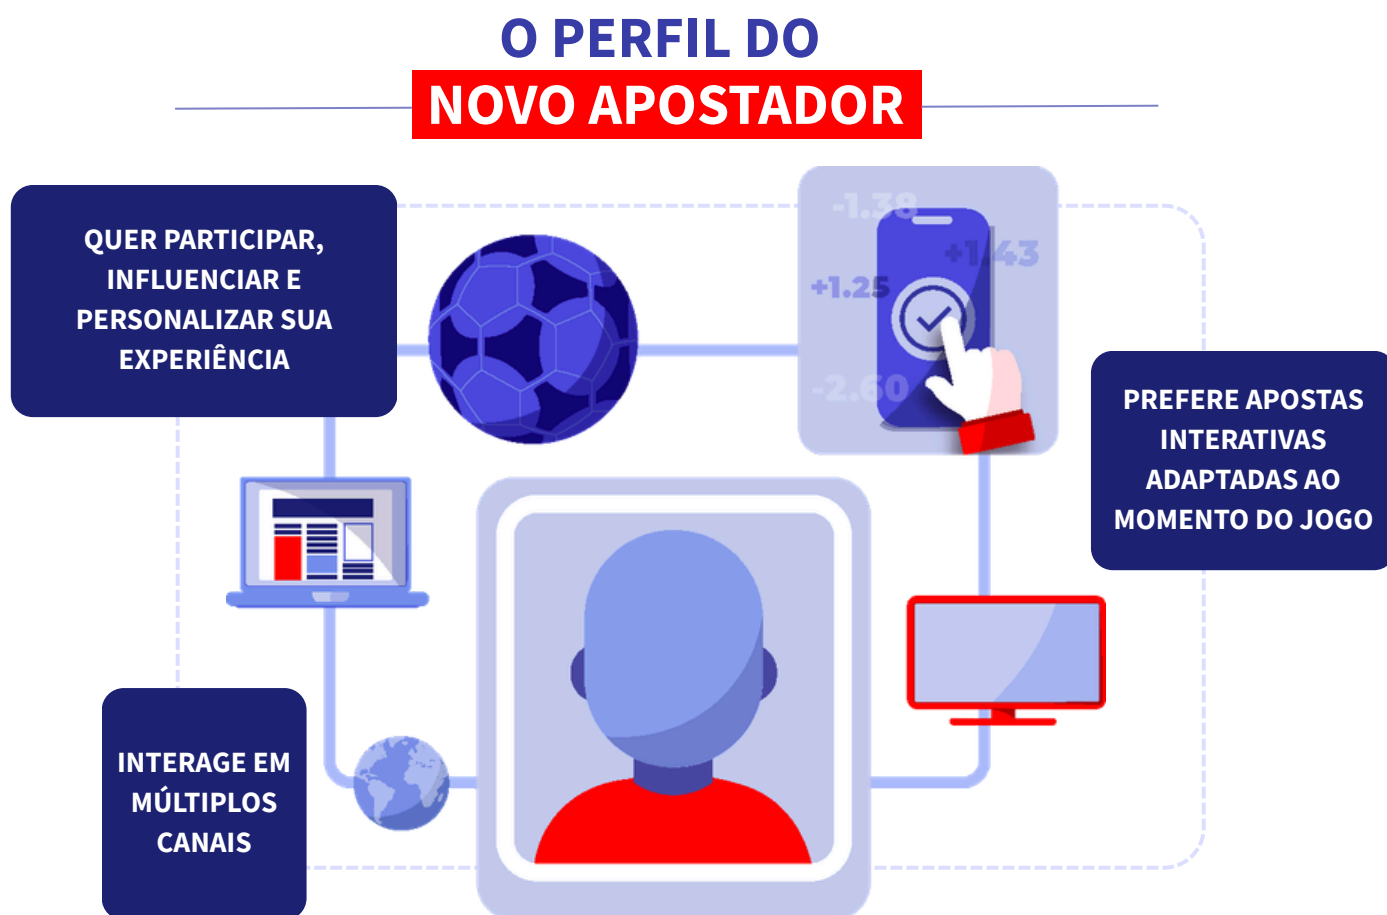 O PERFIL DO
NOVO APOSTADOR
QUER PARTICIPAR,
INFLUENCIAR E
PERSONALIZAR SUA
EXPERIÊNCIA
-1.38
+1.43
+1.25
-2.60
PREFERE APOSTAS
INTERATIVAS
ADAPTADAS AO
MOMENTO DO JOGO
INTERAGE EM
MÚLTIPLOS
CANAIS